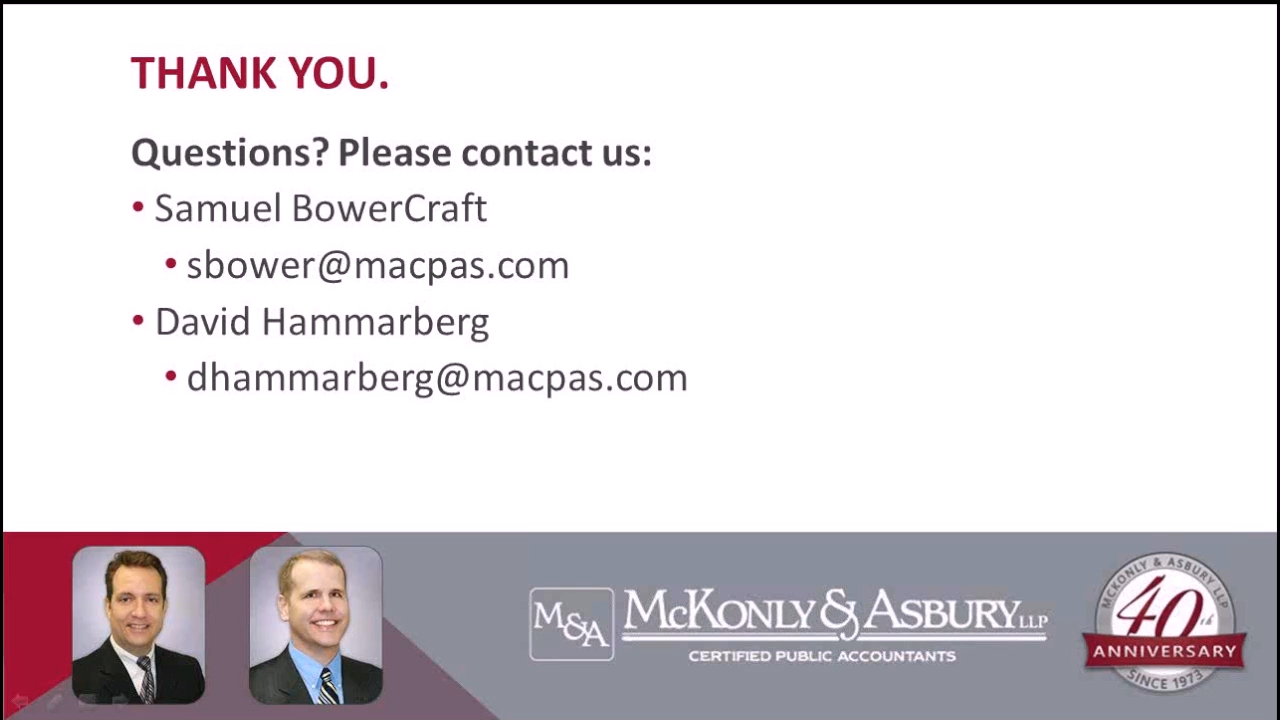 THANK YOU.
Questions? Please contact us:
• Samuel BowerCraft
• sbower@macpas.com
• David Hammarberg
• dhammarberg@macpas.com
M&A
McKonly & Asbury LLP
CERTIFIED PUBLIC ACCOUNTANTS
MCKONLY & ASBURY LLP
40th
ANNIVERSARY
SINCE 1973